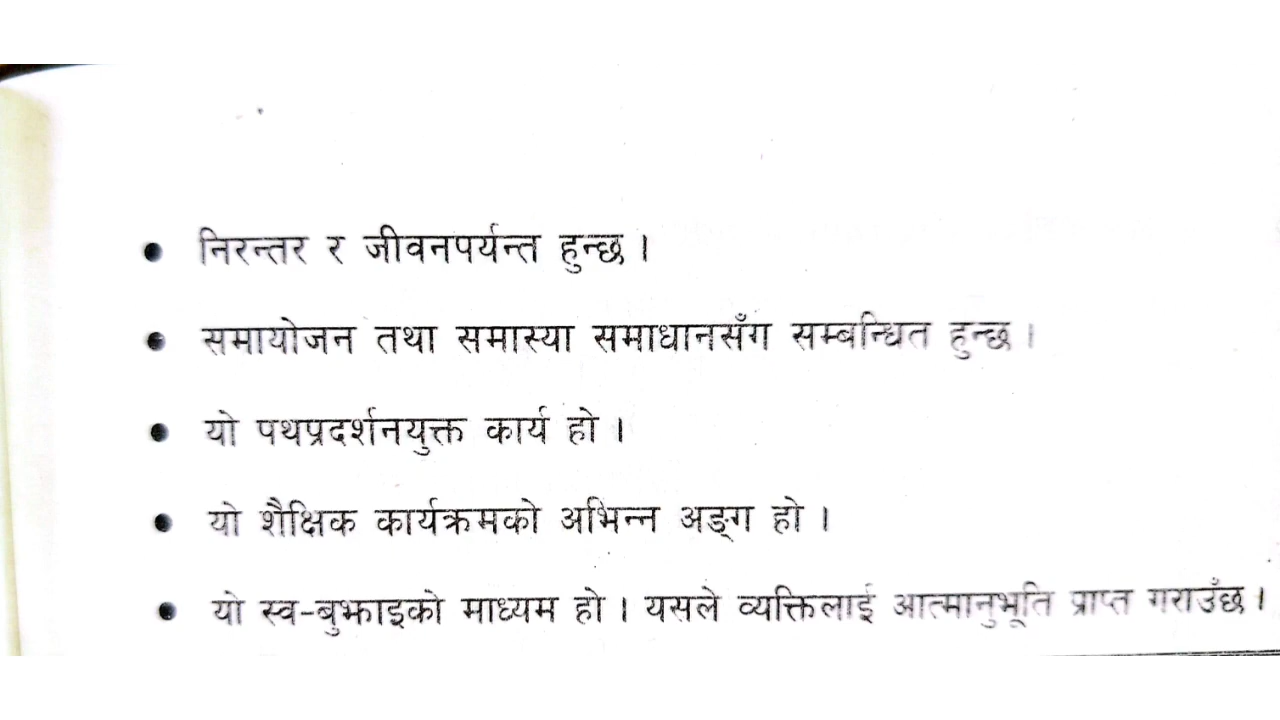 • निरन्तर र जीवनपर्यन्त हुन्छ ।
• समायोजन तथा समास्या समाधानसँग सम्बन्धित हुन्छ ।
• यो पथप्रदर्शनयुक्त कार्य हो ।
• यो शैक्षिक कार्यक्रमको अभिन्न अङ्ग हो ।
• यो स्व-बुझाइको माध्यम हो । यसले व्यक्तिलाई आत्मानुभूति प्राप्त गराउँछ ।